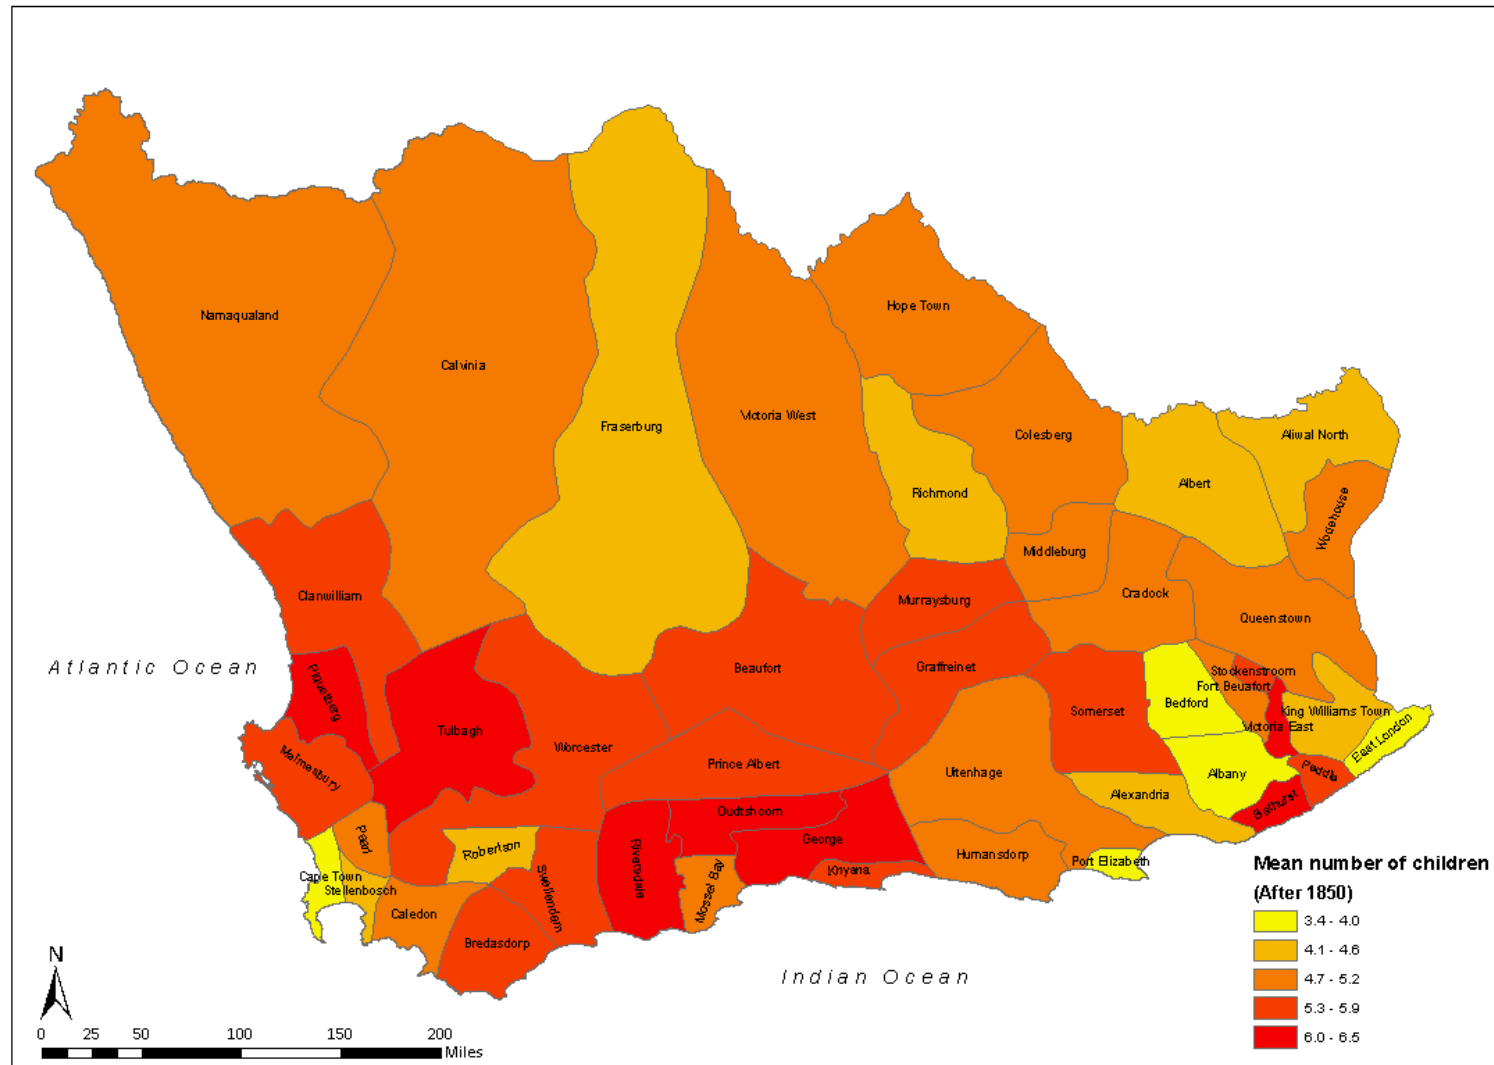 Hope Town
Namaqualand
Calvinia
Victoria West
Fraserburg
Colesberg
Aliwal North
Albert
Richmond
Wodehouse
Middleburg
Cradock
Clanwilliam
Murraysburg
Queenstown
Atlantic Ocean
Beaufort
Graffreinet
Stockenstroom
Fort Beuafort
Piquetberg
Bedford
Somerset
King Williams Town
Victoria East
East London
Tulbagh
Worcester
Prince Albert
Uitenhage
Albany
Peddie
Malmesbury
Alexandria
Bathurst
Oudtshoorn
George
Paarl
Robertson
Riversdale
Humansdorp
Port Elizabeth
Knyana
Cape Town
Stellenbosch
Swellendam
Mossel Bay
Caledon
Bredasdorp
Indian Ocean
Mean number of children
(After 1850)
3.4 - 4.0
4.1 - 4.6
4.7 - 5.2
5.3 - 5.9
6.0 - 6.5
N
0 25 50 100 150 200
Miles